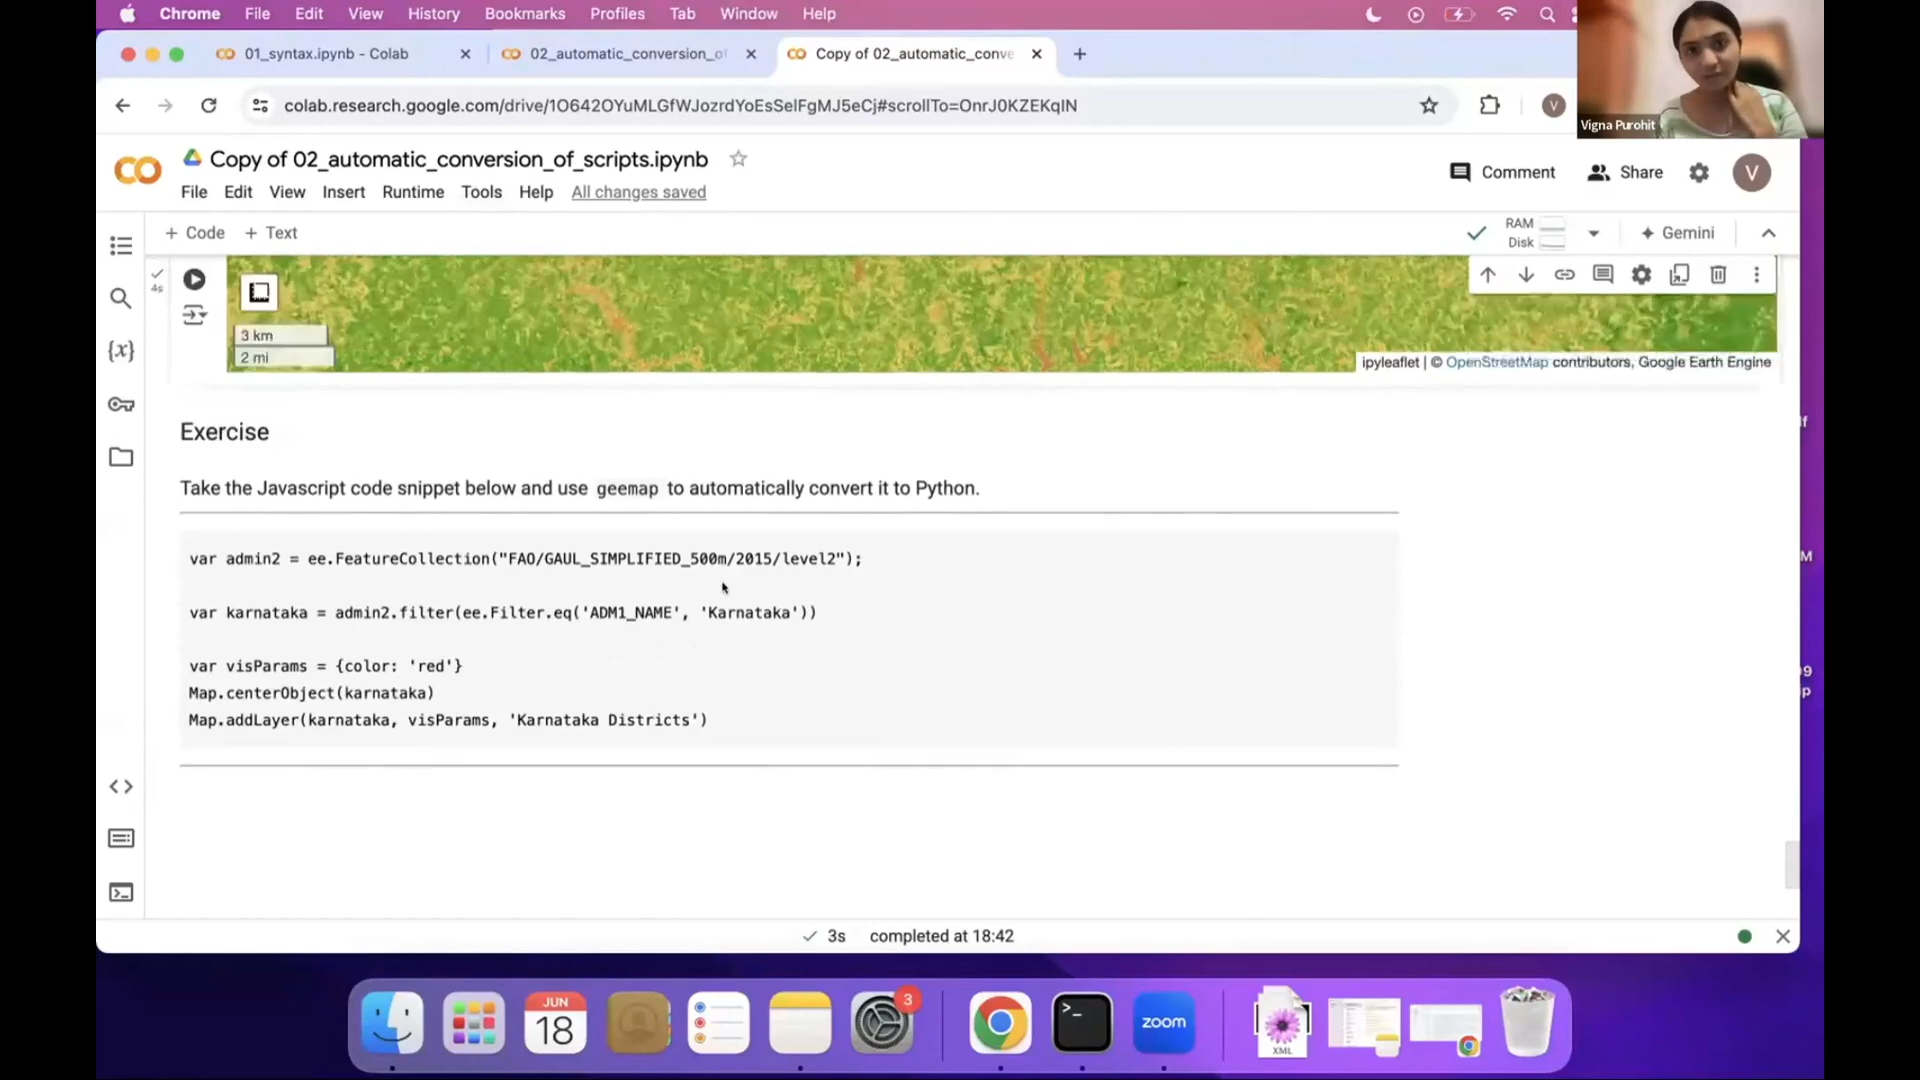 Chrome File Edit View History Bookmarks Profiles Tab Window Help
01_syntax.ipynb - Colab
02_automatic_conversion_of
Copy of 02_automatic_conve
colab.research.google.com/drive/1O642OYuMLGfWJozrdYoEsSelFgMJ5eCj#scrollTo=OnrJ0KZEKqIN
V
Vigna Purohit
CO
Copy of 02_automatic_conversion_of_scripts.ipynb
Comment
Share
V
File Edit View Insert Runtime Tools Help All changes saved
+ Code + Text
RAM
Disk
Gemini
4s
3 km
2 mi
ipyleaflet | © OpenStreetMap contributors, Google Earth Engine
Exercise
Take the Javascript code snippet below and use geemap to automatically convert it to Python.
var admin2 = ee.FeatureCollection("FAO/GAUL_SIMPLIFIED_500m/2015/level2");
var karnataka = admin2.filter(ee.Filter.eq('ADM1_NAME', 'Karnataka'))
var visParams = {color: 'red'}
Map.centerObject(karnataka)
Map.addLayer(karnataka, visParams, 'Karnataka Districts')
3s completed at 18:42
JUN
18
3
zoom
XML